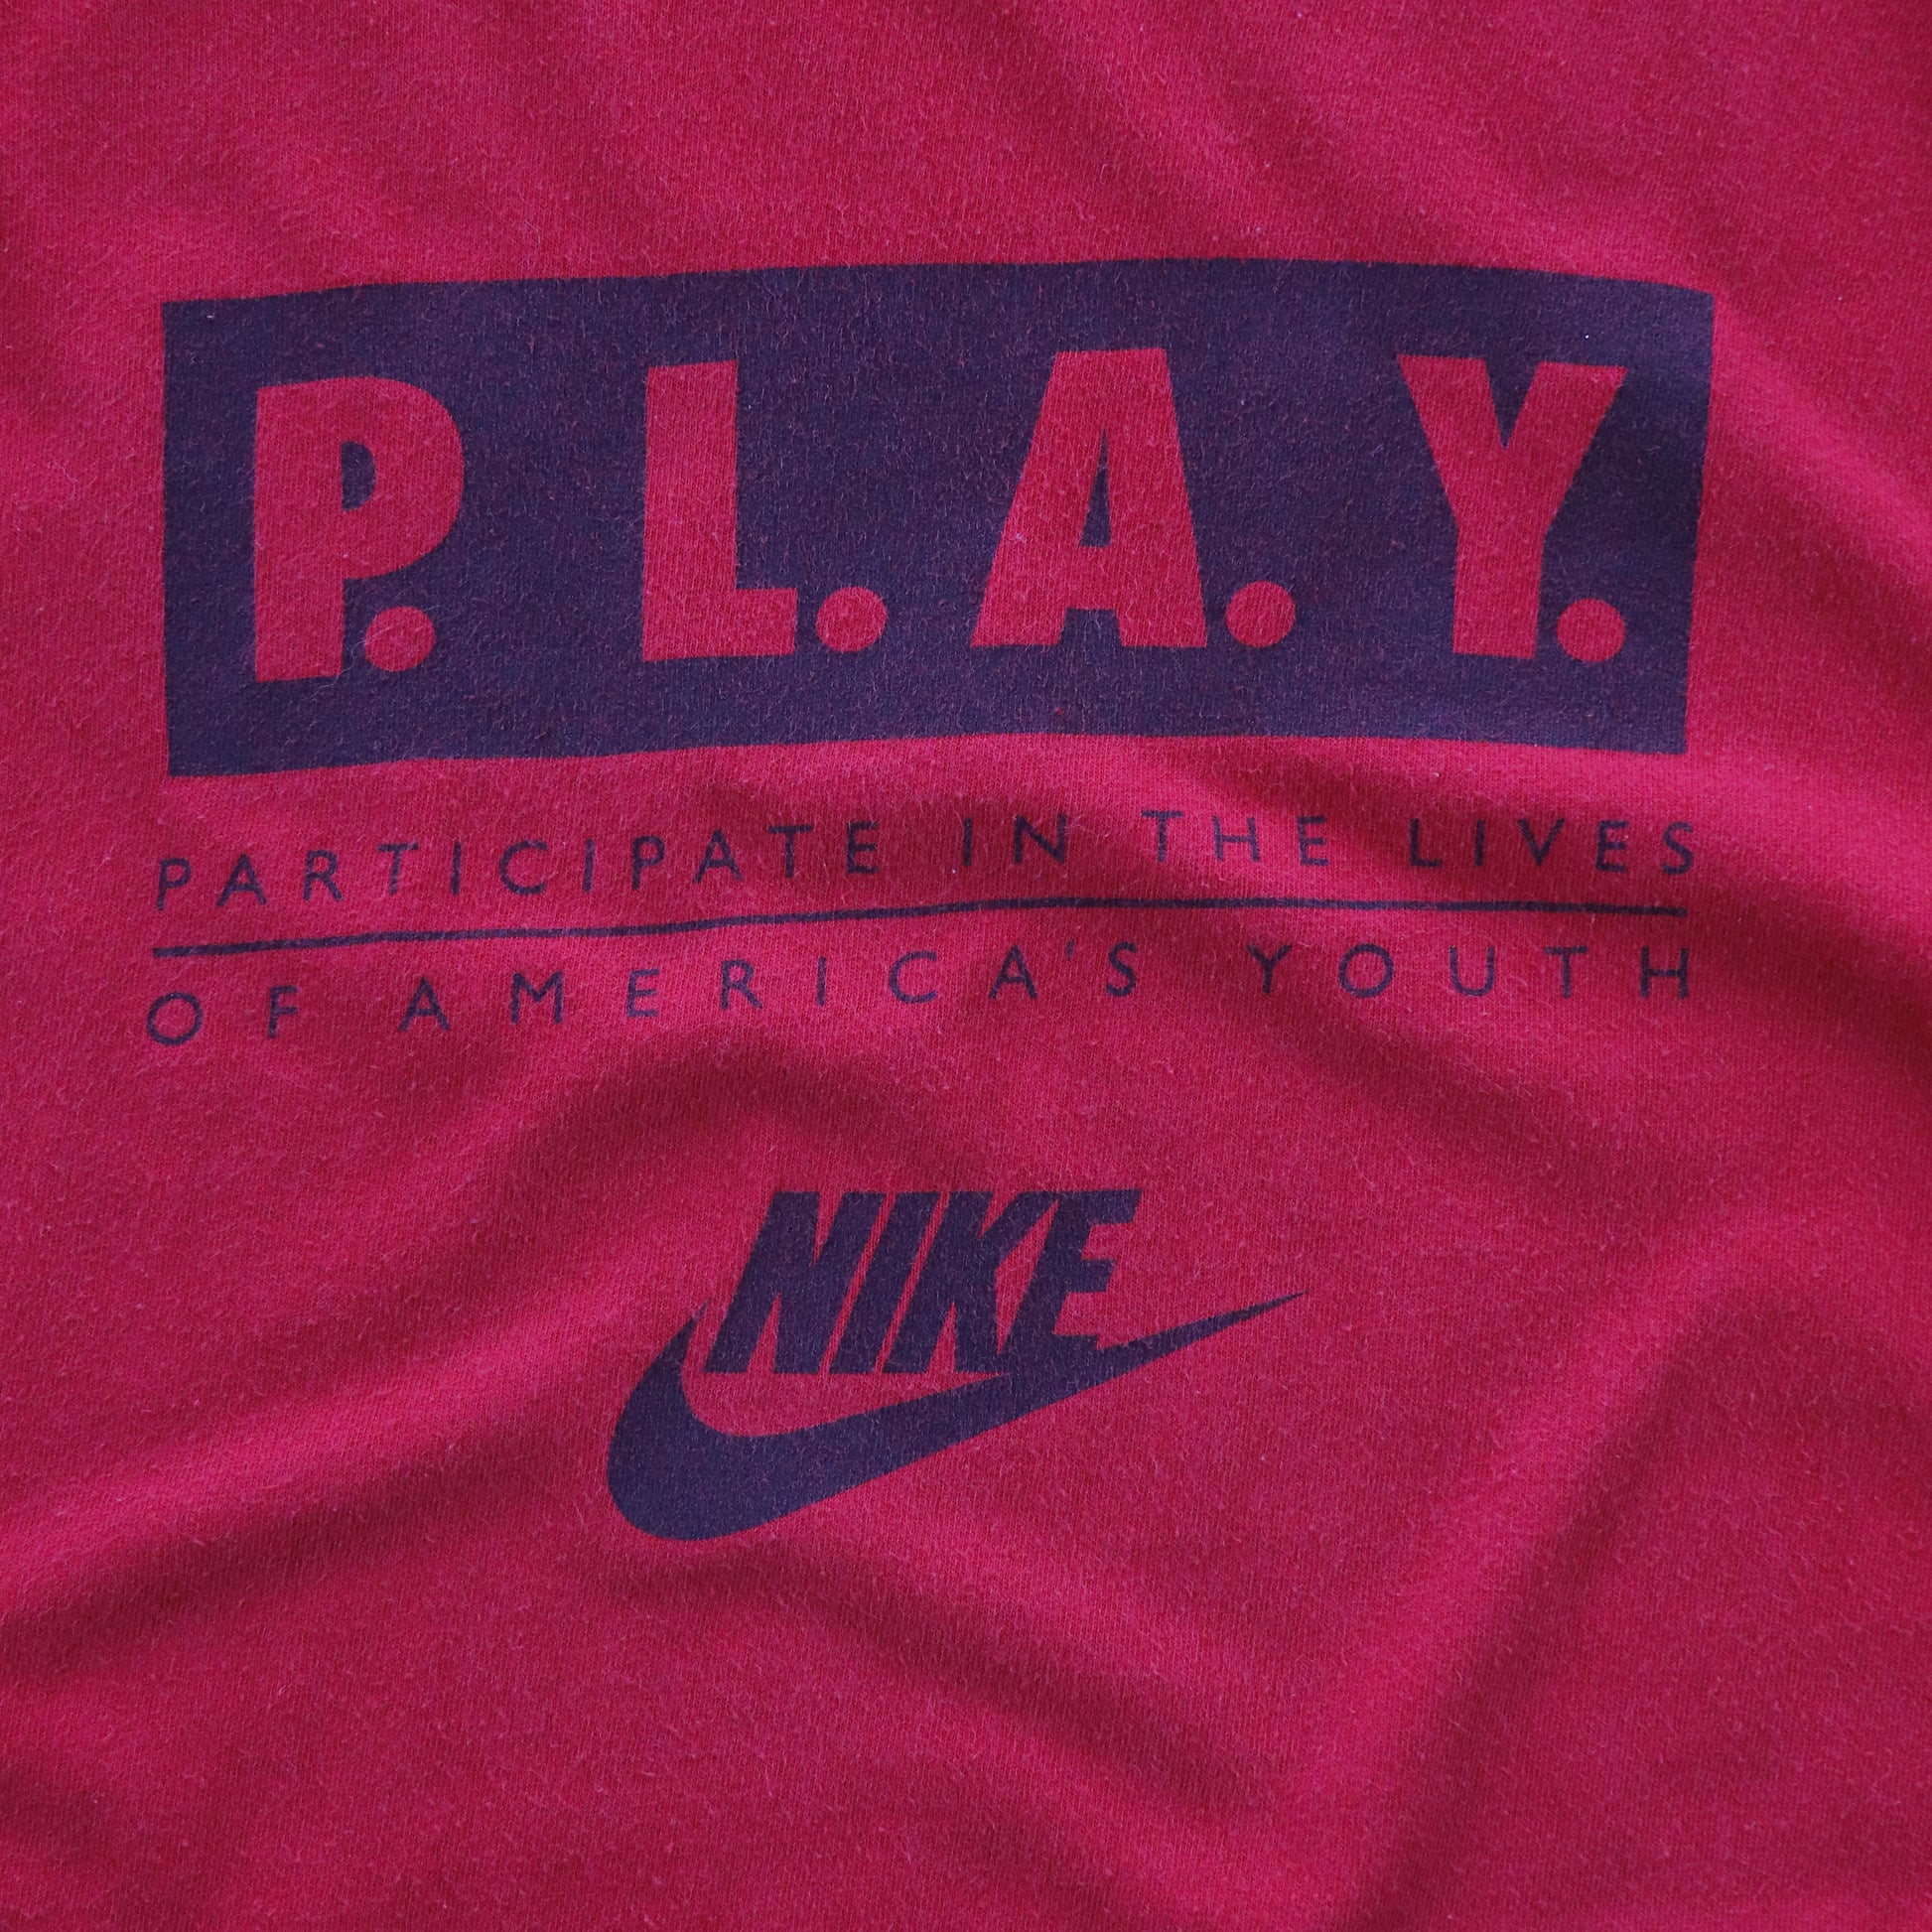 P. L. A. Y.
PARTICIPATE IN THE LIVES
OF AMERICA'S YOUTH
NIKE